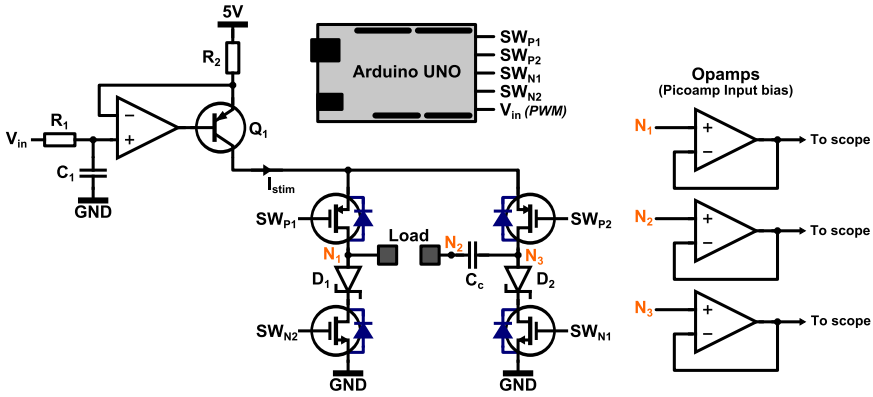 5V
R2
Q1
Vin
R1
C1
GND
Istim
Arduino UNO
SWP1
SWP2
SWN1
SWN2
Vin (PWM)
SWP1
SWP2
Load
N1
N2
N3
Cc
D1
D2
SWN2
SWN1
GND
GND
Opamps
(Picoamp Input bias)
N1
To scope
N2
To scope
N3
To scope